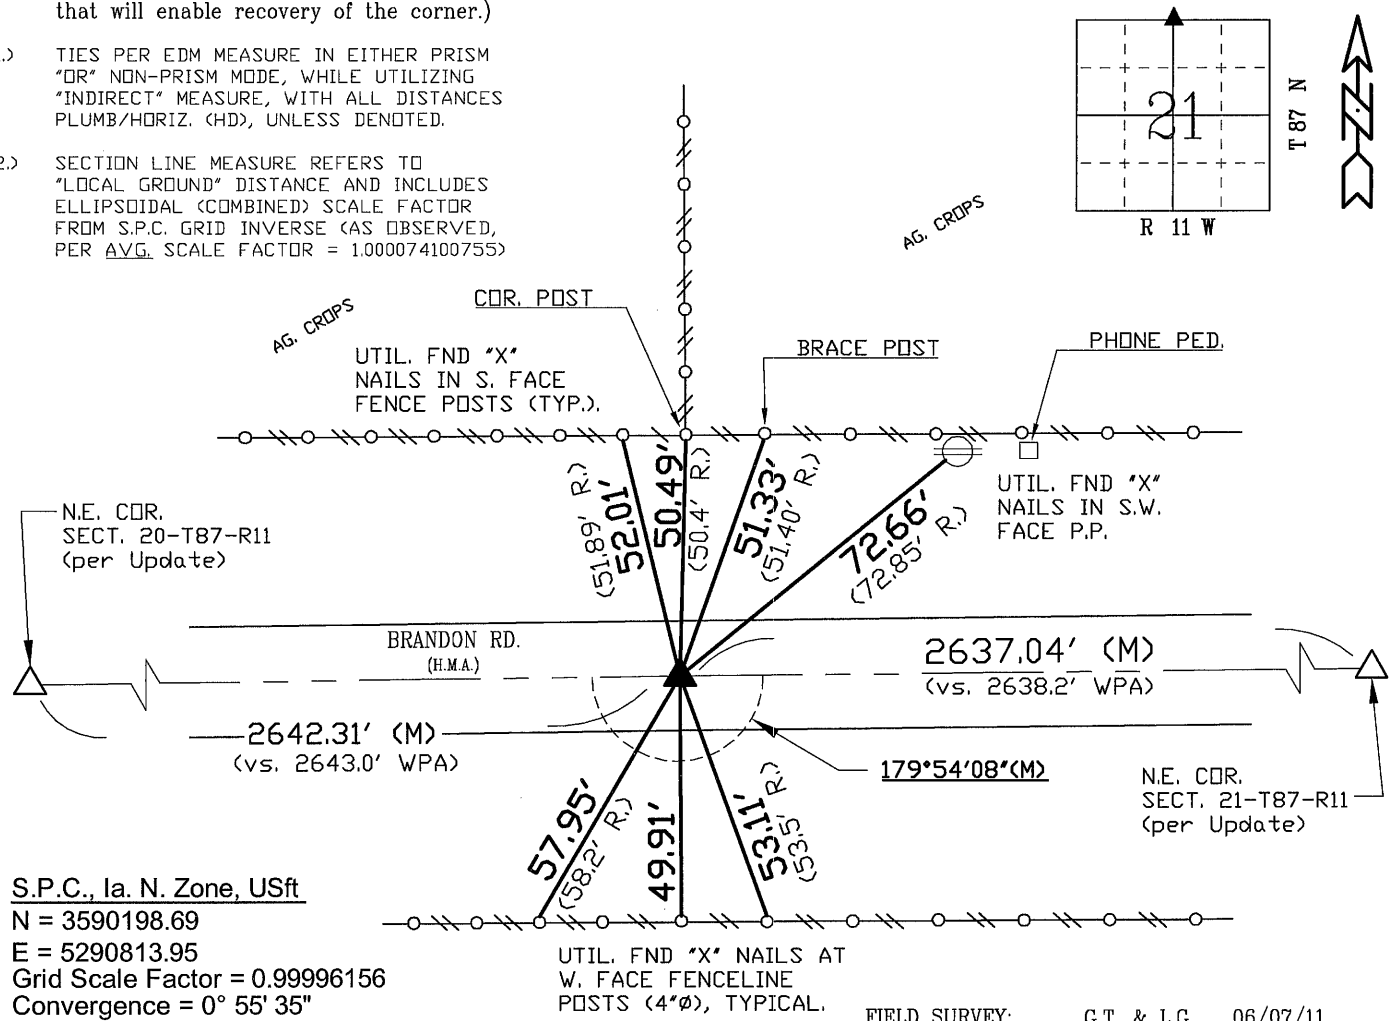 that will enable recovery of the corner.)
.) TIES PER EDM MEASURE IN EITHER PRISM
"OR" NON-PRISM MODE, WHILE UTILIZING
"INDIRECT" MEASURE, WITH ALL DISTANCES
PLUMB/HORIZ. (HD), UNLESS DENOTED.
2.) SECTION LINE MEASURE REFERS TO
"LOCAL GROUND" DISTANCE AND INCLUDES
ELLIPSOIDAL (COMBINED) SCALE FACTOR
FROM S.P.C. GRID INVERSE (AS OBSERVED,
PER AVG. SCALE FACTOR = 1.000074100755)
21
T 87 N
R 11 W
N
AG. CROPS
AG. CROPS
COR. POST
UTIL. FND "X"
NAILS IN S. FACE
FENCE POSTS (TYP.).
BRACE POST
PHONE PED.
UTIL. FND "X"
NAILS IN S.W.
FACE P.P.
N.E. COR.
SECT. 20-T87-R11
(per Update)
52.01'
(51.89' R.)
50.49'
(50.4' R.)
51.33'
(51.40' R.)
72.66'
(72.85' R.)
BRANDON RD.
(H.M.A.)
2637.04' (M)
(vs. 2638.2' WPA)
2642.31' (M)
(vs. 2643.0' WPA)
179°54'08"(M)
N.E. COR.
SECT. 21-T87-R11
(per Update)
57.95'
(58.2' R.)
49.91'
53.11'
(53.5' R.)
S.P.C., Ia. N. Zone, USft
N = 3590198.69
E = 5290813.95
Grid Scale Factor = 0.99996156
Convergence = 0° 55' 35"
UTIL. FND "X" NAILS AT
W. FACE FENCELINE
POSTS (4"Ø), TYPICAL.
FIELD SURVEY: G.T. & J.G. 06/07/11